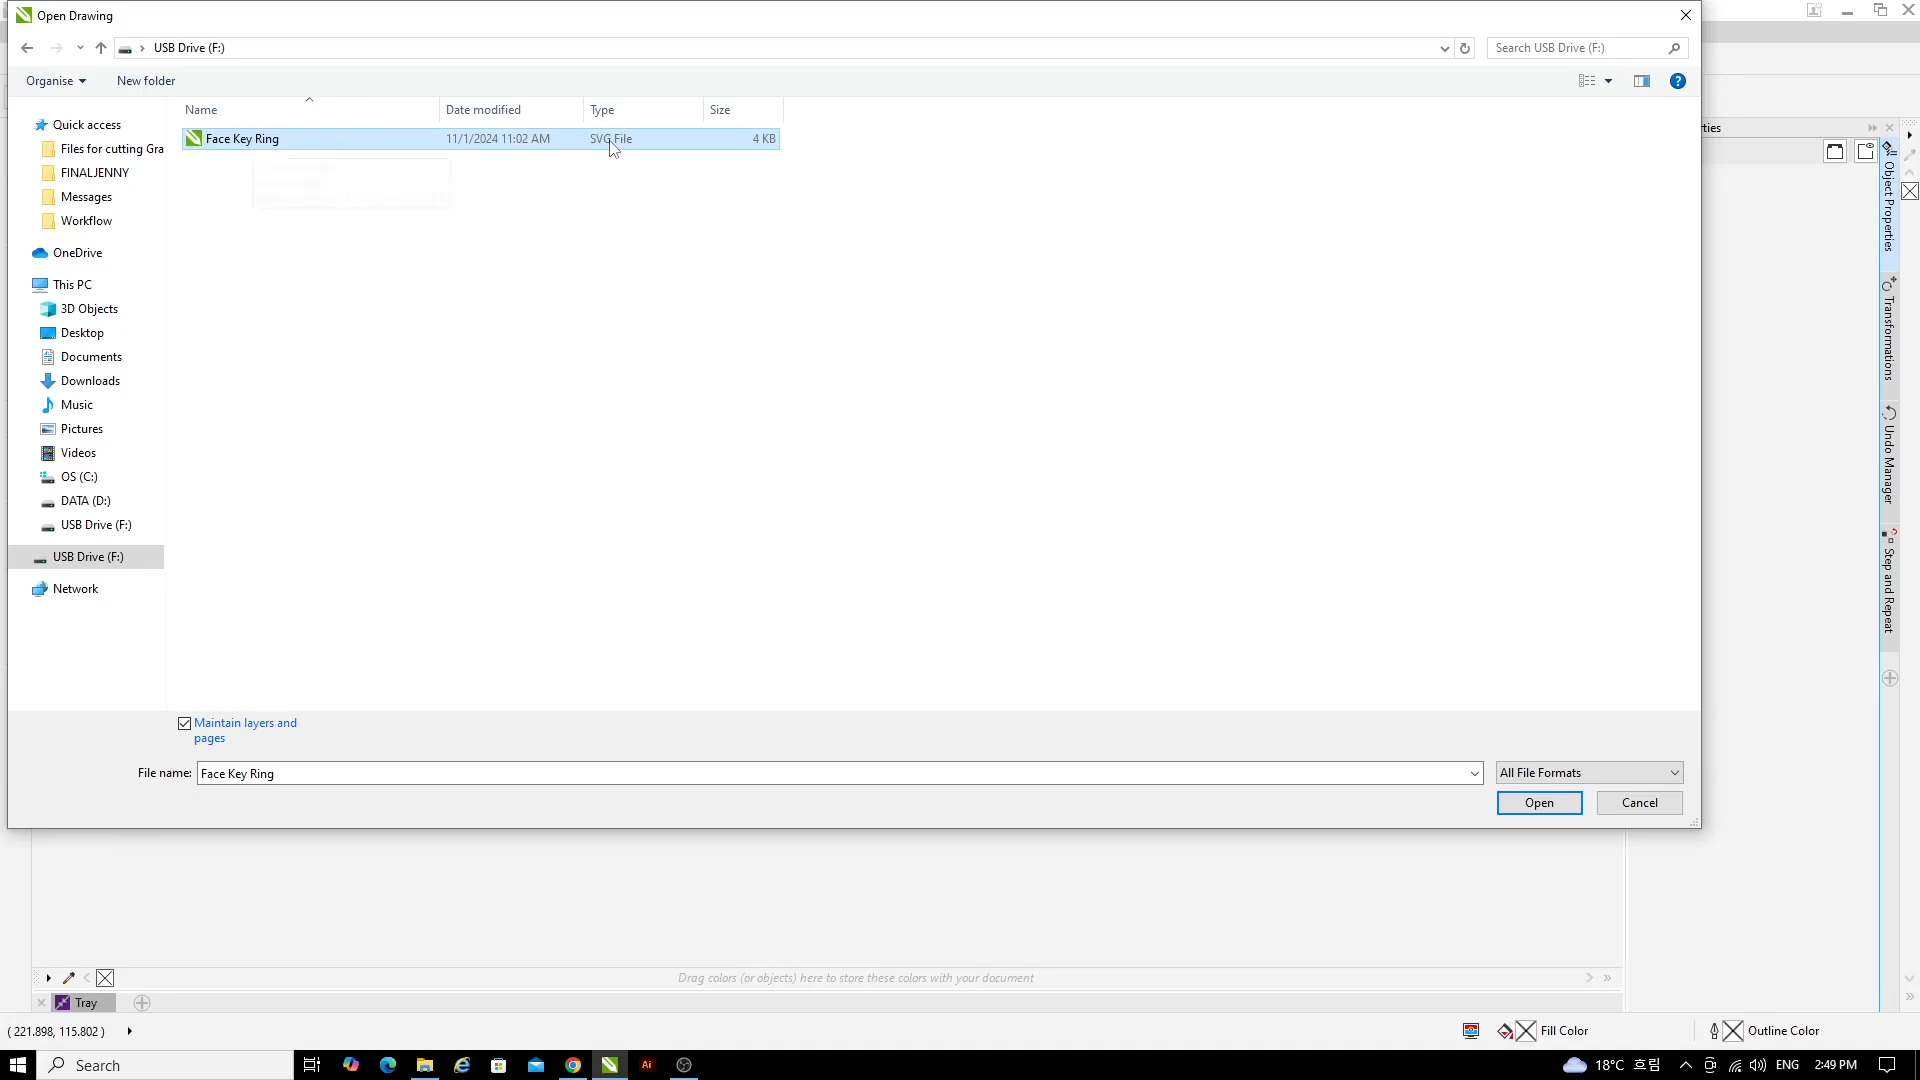 Open Drawing
USB Drive (F:)
Search USB Drive (F:)
Organise
New folder
Name
Date modified
Type
Size
Face Key Ring
11/1/2024 11:02 AM
SVG File
4 KB
Quick access
Files for cutting Gra
FINALJENNY
Messages
Workflow
OneDrive
This PC
3D Objects
Desktop
Documents
Downloads
Music
Pictures
Videos
OS (C:)
DATA (D:)
USB Drive (F:)
USB Drive (F:)
Network
Maintain layers and
pages
File name:
Face Key Ring
All File Formats
Open
Cancel
rties
Object Properties
Transformations
Undo Manager
Step and Repeat
Drag colors (or objects) here to store these colors with your document
Tray
( 221.898, 115.802 )
Fill Color
Outline Color
Search
Ai
18°C 흐림
ENG
2:49 PM